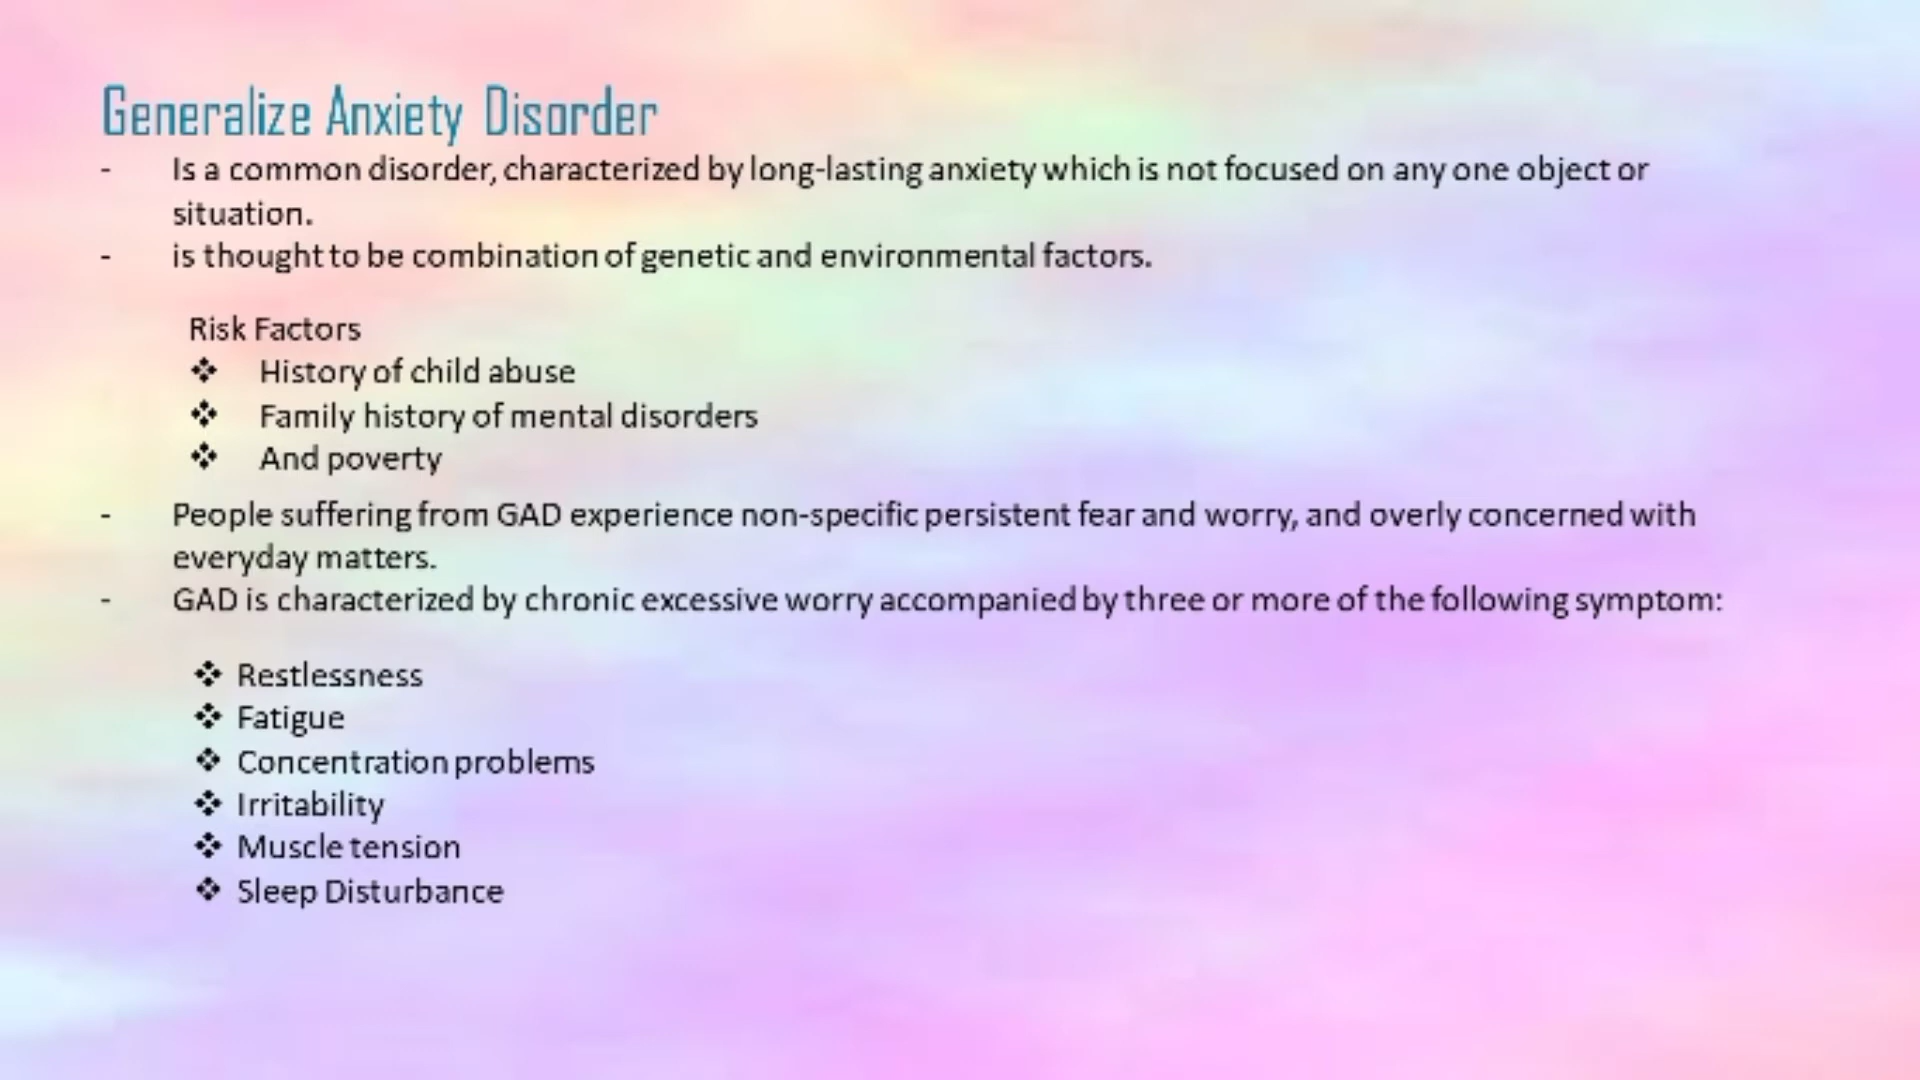 Generalize Anxiety Disorder
- Is a common disorder, characterized by long-lasting anxiety which is not focused on any one object or
situation.
- is thought to be combination of genetic and environmental factors.
Risk Factors
❖ History of child abuse
❖ Family history of mental disorders
❖ And poverty
- People suffering from GAD experience non-specific persistent fear and worry, and overly concerned with
everyday matters.
- GAD is characterized by chronic excessive worry accompanied by three or more of the following symptom:
❖ Restlessness
❖ Fatigue
❖ Concentration problems
❖ Irritability
❖ Muscle tension
❖ Sleep Disturbance